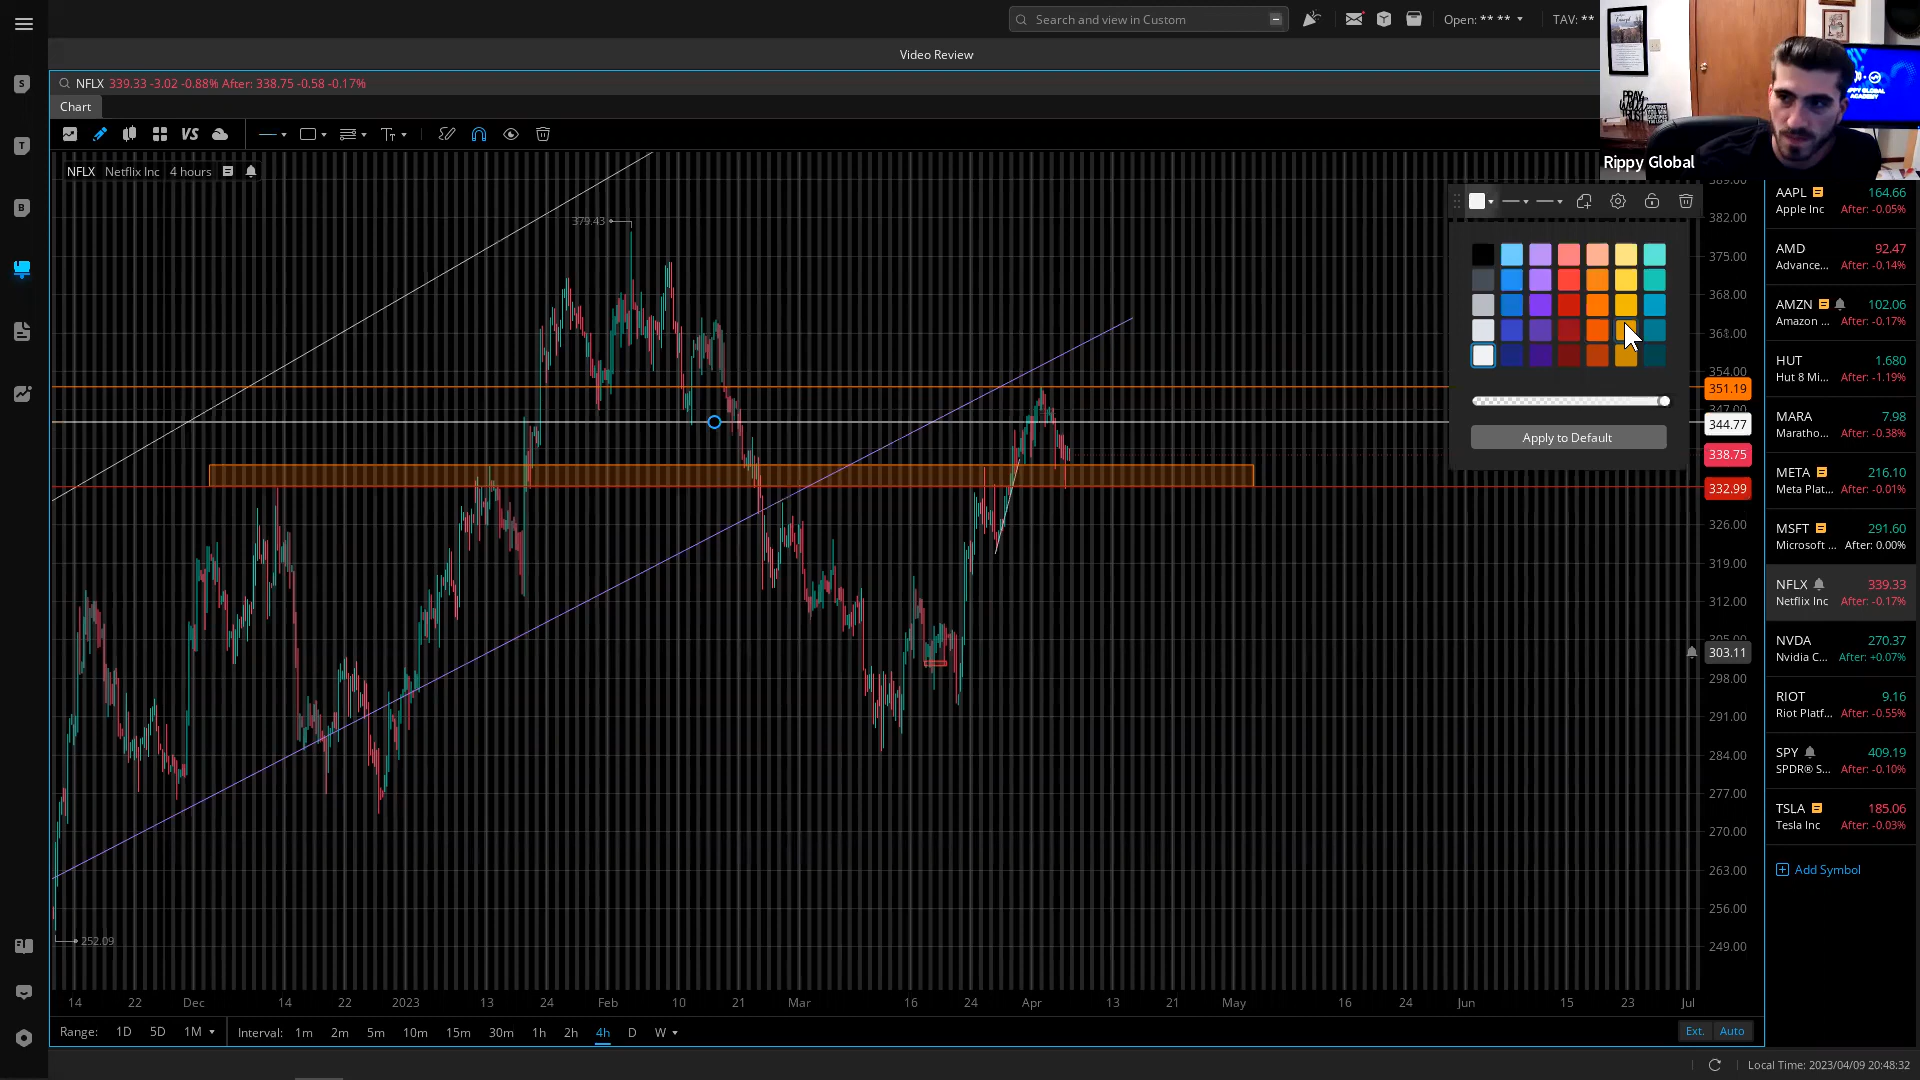 Search and view in Custom
Open: ** **
TAV: **
Video Review
NFLX 339.33 -3.02 -0.88% After: 338.75 -0.58 -0.17%
Chart
VS
NFLX Netflix Inc 4 hours
Rippy Global
PRAY
TRUST
379.43
252.09
Apply to Default
389.00
382.00
375.00
368.00
361.00
354.00
351.19
347.00
344.77
338.75
332.99
326.00
319.00
312.00
305.00
303.11
298.00
291.00
284.00
277.00
270.00
263.00
256.00
249.00
AAPL 164.66
Apple Inc After: -0.05%
AMD 92.47
Advance... After: -0.14%
AMZN 102.06
Amazon ... After: -0.17%
HUT 1.680
Hut 8 Mi... After: -1.19%
MARA 7.98
Maratho... After: -0.38%
META 216.10
Meta Plat... After: -0.01%
MSFT 291.60
Microsoft ... After: 0.00%
NFLX 339.33
Netflix Inc After: -0.17%
NVDA 270.37
Nvidia C... After: +0.07%
RIOT 9.16
Riot Platf... After: -0.55%
SPY 409.19
SPDR® S... After: -0.10%
TSLA 185.06
Tesla Inc After: -0.03%
Add Symbol
14 22 Dec 14 22 2023 13 24 Feb 10 21 Mar 16 24 Apr 13 21 May 16 24 Jun 15 23 Jul
Range: 1D 5D 1M Interval: 1m 2m 5m 10m 15m 30m 1h 2h 4h D W
Ext. Auto
Local Time: 2023/04/09 20:48:32